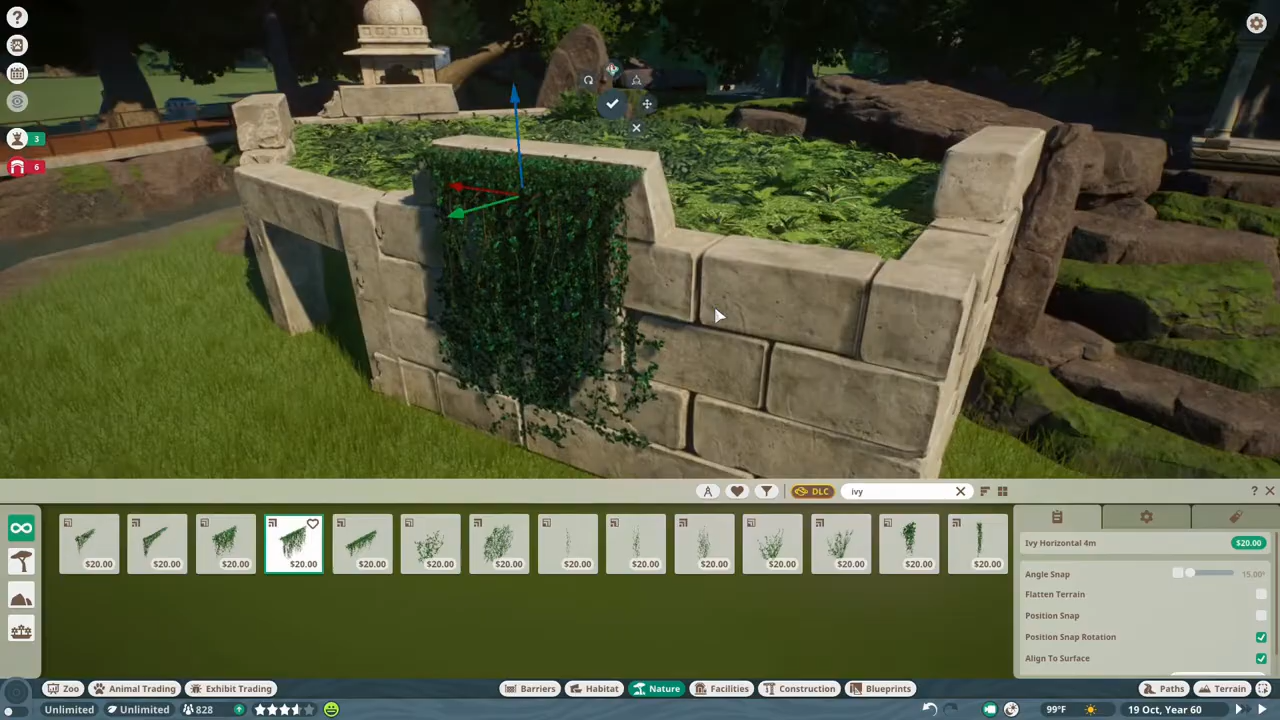 ?
3
6
DLC
ivy
?
$20.00
$20.00
$20.00
$20.00
$20.00
$20.00
$20.00
$20.00
$20.00
$20.00
$20.00
$20.00
$20.00
$20.00
Ivy Horizontal 4m
$20.00
Angle Snap
15.00°
Flatten Terrain
Position Snap
Position Snap Rotation
Align To Surface
Zoo
Animal Trading
Exhibit Trading
Barriers
Habitat
Nature
Facilities
Construction
Blueprints
Paths
Terrain
Unlimited
Unlimited
828
99°F
19 Oct, Year 60